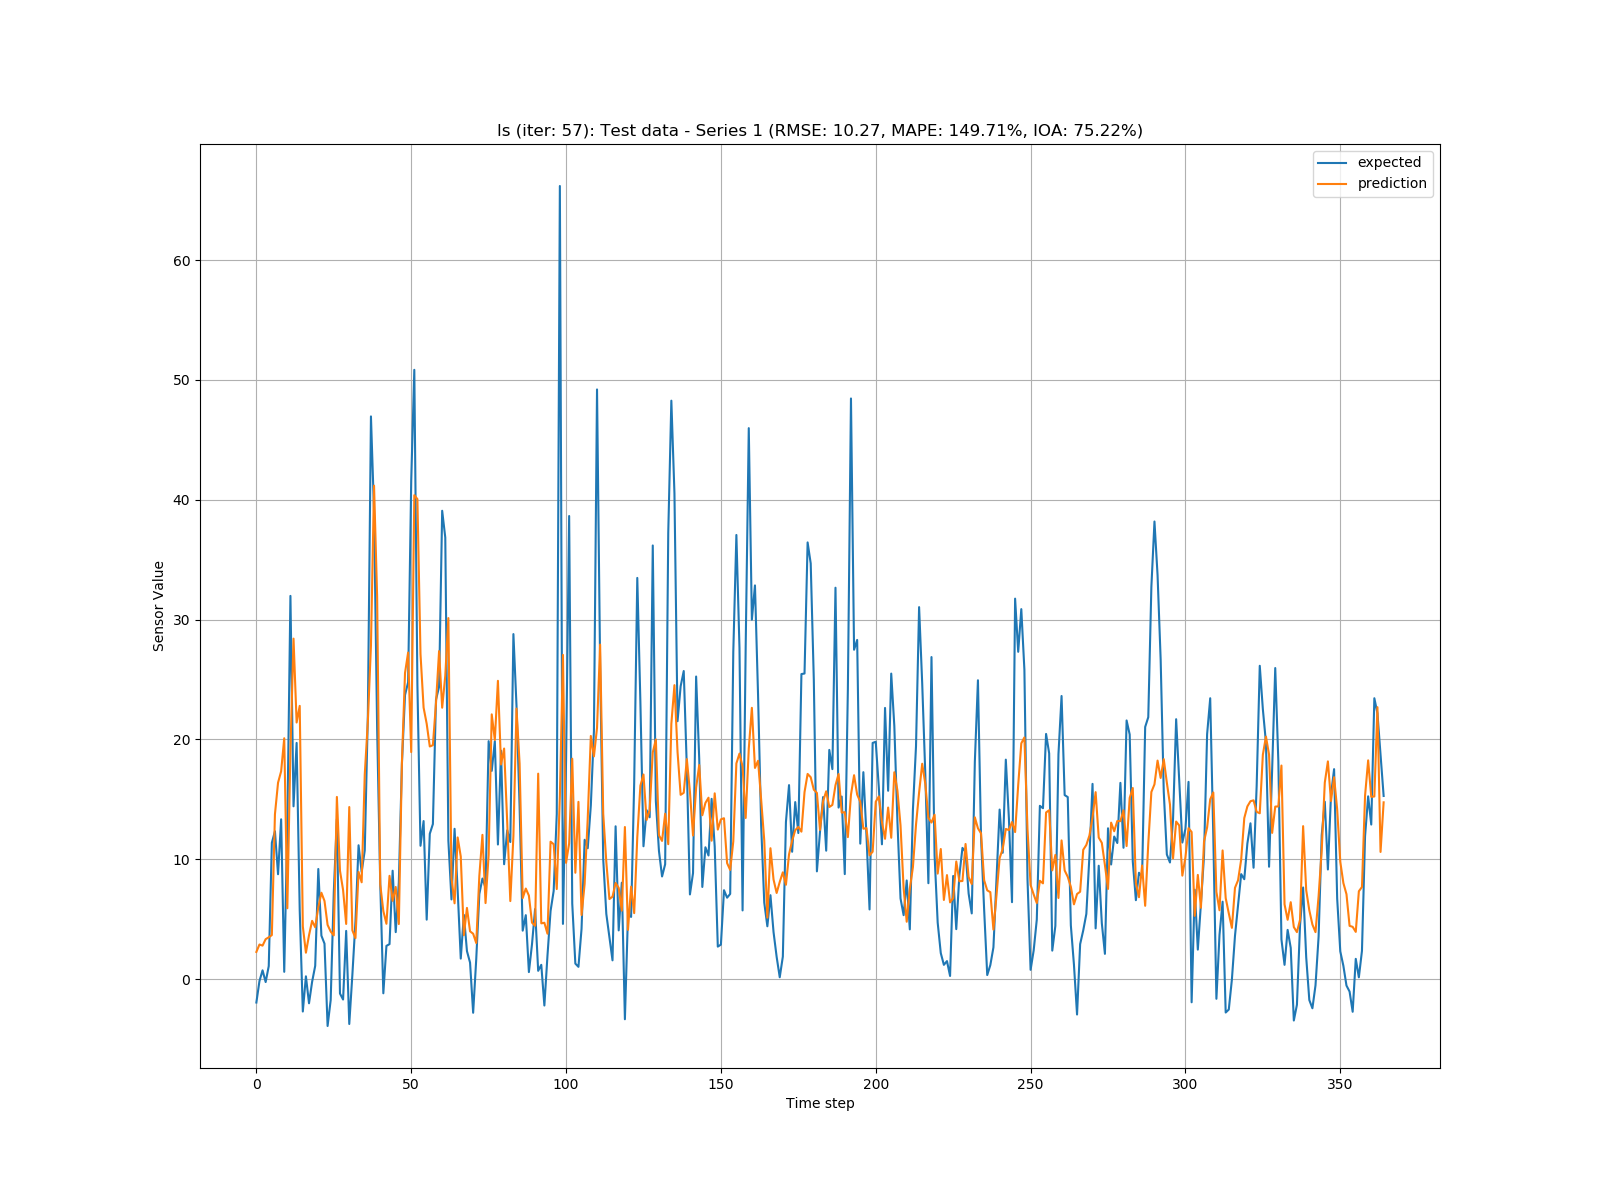 ls (iter: 57): Test data - Series 1 (RMSE: 10.27, MAPE: 149.71%, IOA: 75.22%)
expected
prediction
60
50
40
30
20
10
0
Sensor Value
0 50 100 150 200 250 300 350
Time step